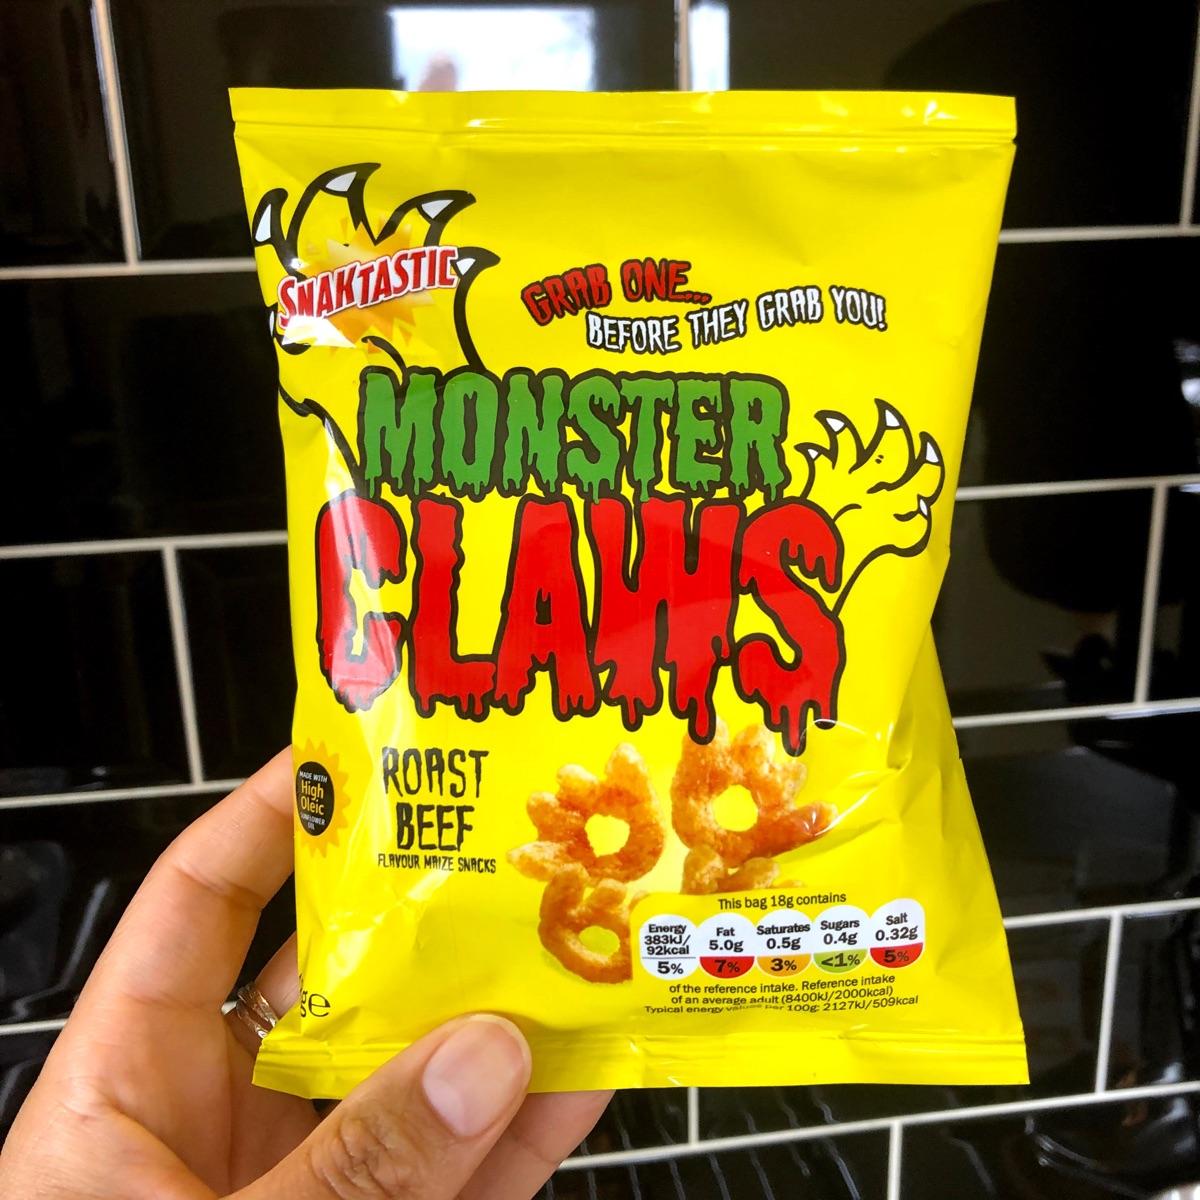 SNAKTASTIC
GRAB ONE...
BEFORE THEY GRAB YOU!
MONSTER
CLAWS
ROAST
BEEF
FLAVOUR MAIZE SNACKS
MADE WITH
High
Oleic
SUNFLOWER
OIL
This bag 18g contains
Energy
383kJ/
92kcal
5%
Fat
5.0g
7%
Saturates
0.5g
3%
Sugars
0.4g
<1%
Salt
0.32g
5%
of the reference intake. Reference intake
of an average adult (8400kJ/2000kcal)
Typical energy values per 100g: 2127kJ/509kcal
g e